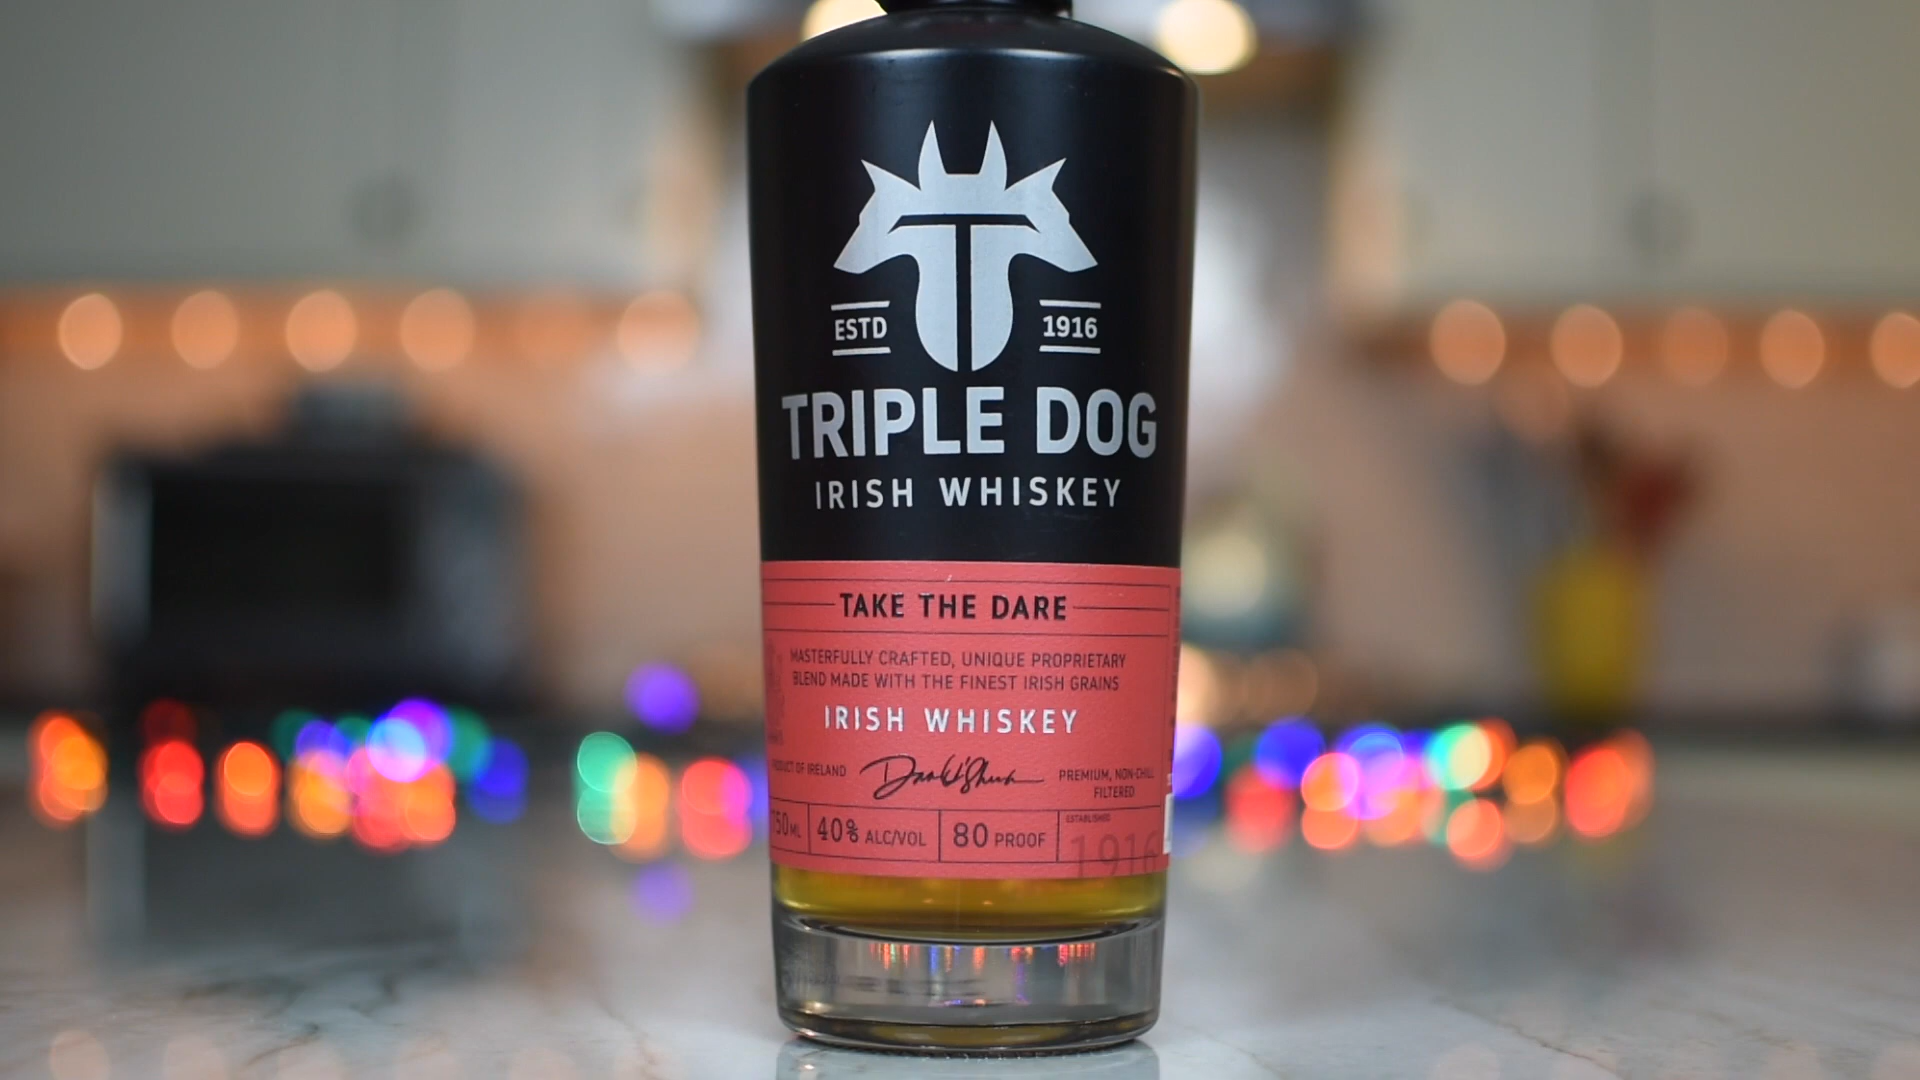 ESTD 1916
TRIPLE DOG
IRISH WHISKEY
TAKE THE DARE
MASTERFULLY CRAFTED, UNIQUE PROPRIETARY
BLEND MADE WITH THE FINEST IRISH GRAINS
IRISH WHISKEY
PRODUCT OF IRELAND
PREMIUM, NON-CHILL
FILTERED
750ML
40% ALC/VOL
80 PROOF
ESTABLISHED
1916